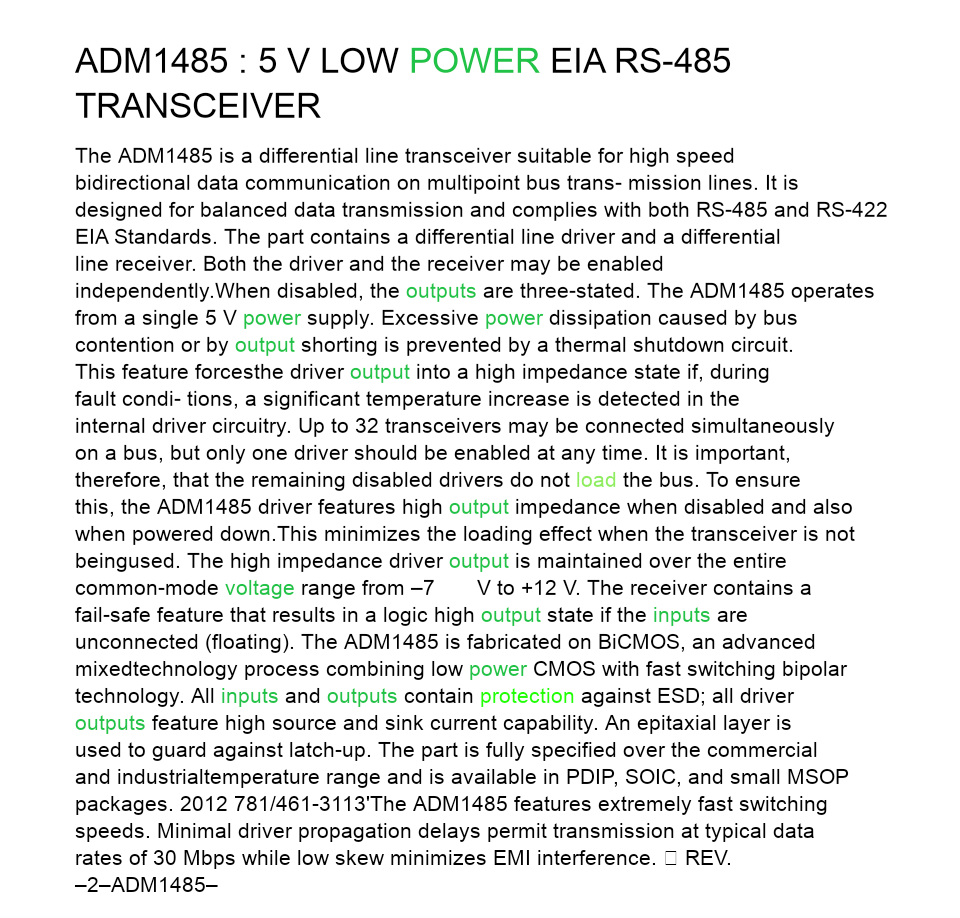 ADM1485 : 5 V LOW POWER EIA RS-485
TRANSCEIVER
The ADM1485 is a differential line transceiver suitable for high speed
bidirectional data communication on multipoint bus trans- mission lines. It is
designed for balanced data transmission and complies with both RS-485 and RS-422
EIA Standards. The part contains a differential line driver and a differential
line receiver. Both the driver and the receiver may be enabled
independently.When disabled, the outputs are three-stated. The ADM1485 operates
from a single 5 V power supply. Excessive power dissipation caused by bus
contention or by output shorting is prevented by a thermal shutdown circuit.
This feature forcesthe driver output into a high impedance state if, during
fault condi- tions, a significant temperature increase is detected in the
internal driver circuitry. Up to 32 transceivers may be connected simultaneously
on a bus, but only one driver should be enabled at any time. It is important,
therefore, that the remaining disabled drivers do not load the bus. To ensure
this, the ADM1485 driver features high output impedance when disabled and also
when powered down.This minimizes the loading effect when the transceiver is not
beingused. The high impedance driver output is maintained over the entire
common-mode voltage range from –7 V to +12 V. The receiver contains a
fail-safe feature that results in a logic high output state if the inputs are
unconnected (floating). The ADM1485 is fabricated on BiCMOS, an advanced
mixedtechnology process combining low power CMOS with fast switching bipolar
technology. All inputs and outputs contain protection against ESD; all driver
outputs feature high source and sink current capability. An epitaxial layer is
used to guard against latch-up. The part is fully specified over the commercial
and industrialtemperature range and is available in PDIP, SOIC, and small MSOP
packages. 2012 781/461-3113'The ADM1485 features extremely fast switching
speeds. Minimal driver propagation delays permit transmission at typical data
rates of 30 Mbps while low skew minimizes EMI interference. REV.
–2–ADM1485–